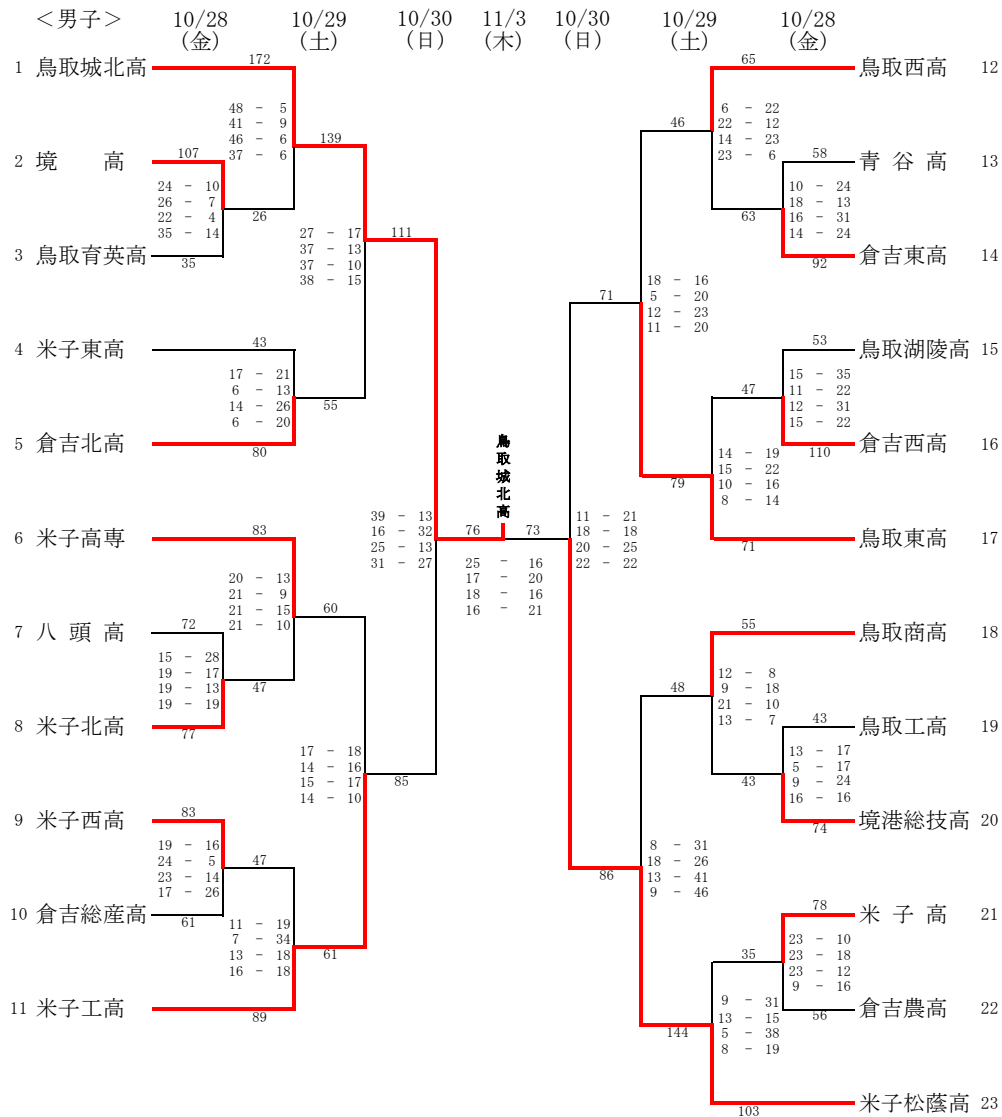 ＜男子＞ 10/28 10/29 10/30 11/3 10/30 10/29 10/28
(金) (土) (日) (木) (日) (土) (金)
1 鳥取城北高
172
48 － 5
41 － 9
46 － 6
37 － 6
139
2 境 高
107
24 － 10
26 － 7
22 － 4
35 － 14
26
3 鳥取育英高
35
27 － 17
37 － 13
37 － 10
38 － 15
111
4 米子東高
43
17 － 21
6 － 13
14 － 26
6 － 20
55
5 倉吉北高
80
6 米子高専
83
20 － 13
21 － 9
21 － 15
21 － 10
60
7 八頭高
72
15 － 28
19 － 17
19 － 13
19 － 19
47
8 米子北高
77
17 － 18
14 － 16
15 － 17
14 － 10
85
9 米子西高
83
19 － 16
24 － 5
23 － 14
17 － 26
47
10 倉吉総産高
61
11 － 19
7 － 34
13 － 18
16 － 18
61
11 米子工高
89
39 － 13
16 － 32
25 － 13
31 － 27
鳥取城北高
76 73
25 － 16
17 － 20
18 － 16
16 － 21
11 － 21
18 － 18
20 － 25
22 － 22
65
鳥取西高 12
6 － 22
22 － 12
14 － 23
23 － 6
46
58
青谷高 13
10 － 24
18 － 13
16 － 31
14 － 24
63
92
倉吉東高 14
18 － 16
5 － 20
12 － 23
11 － 20
71
53
鳥取湖陵高 15
15 － 35
11 － 22
12 － 31
15 － 22
47
110
倉吉西高 16
14 － 19
15 － 22
10 － 16
8 － 14
79
71
鳥取東高 17
55
鳥取商高 18
12 － 8
9 － 18
21 － 10
13 － 7
48
43
鳥取工高 19
13 － 17
5 － 17
9 － 24
16 － 16
43
74
境港総技高 20
8 － 31
18 － 26
13 － 41
9 － 46
86
78
米子高 21
23 － 10
23 － 18
23 － 12
9 － 16
35
56
倉吉農高 22
9 － 31
13 － 15
5 － 38
8 － 19
144
103
米子松蔭高 23